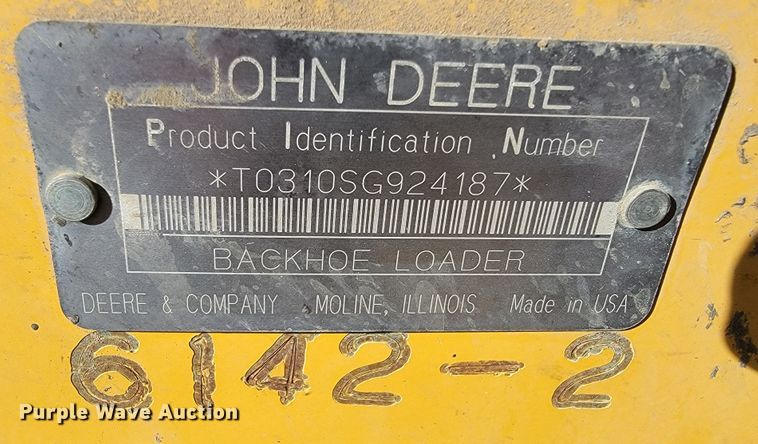 JOHN DEERE
Product Identification Number
*T0310SG924187*
BACKHOE LOADER
DEERE & COMPANY MOLINE, ILLINOIS Made in USA
6142-2
Purple Wave Auction